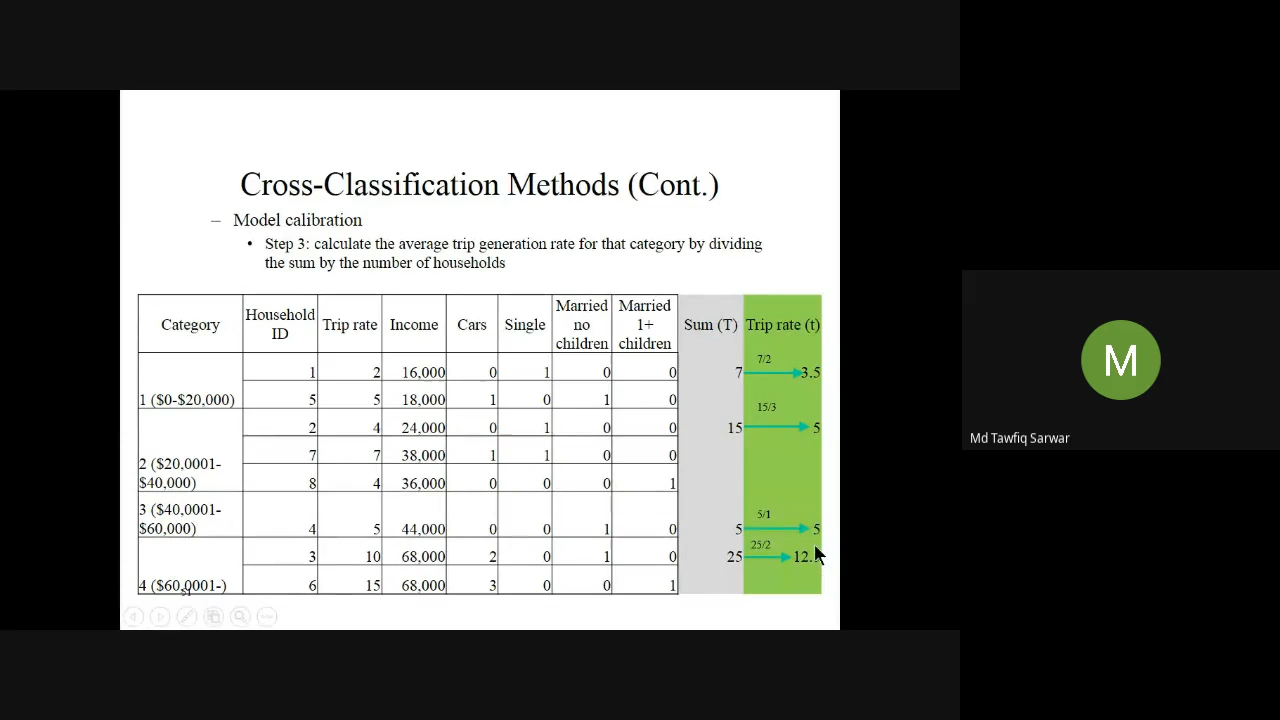 Cross-Classification Methods (Cont.)
– Model calibration
• Step 3: calculate the average trip generation rate for that category by dividing
the sum by the number of households
Category Household ID Trip rate Income Cars Single Married no children Married 1+ children Sum (T) Trip rate (t)
1 ($0-$20,000) 1 2 16,000 0 1 0 0 7 7/2 3.5
5 5 18,000 1 0 1 0
2 ($20,0001-$40,000) 2 4 24,000 0 1 0 0 15 15/3 5
7 7 38,000 1 1 0 0
8 4 36,000 0 0 0 1
3 ($40,0001-$60,000) 4 5 44,000 0 0 1 0 5 5/1 5
4 ($60,0001-) 3 10 68,000 2 0 1 0 25 25/2 12.
6 15 68,000 3 0 0 1
51
M
Md Tawfiq Sarwar